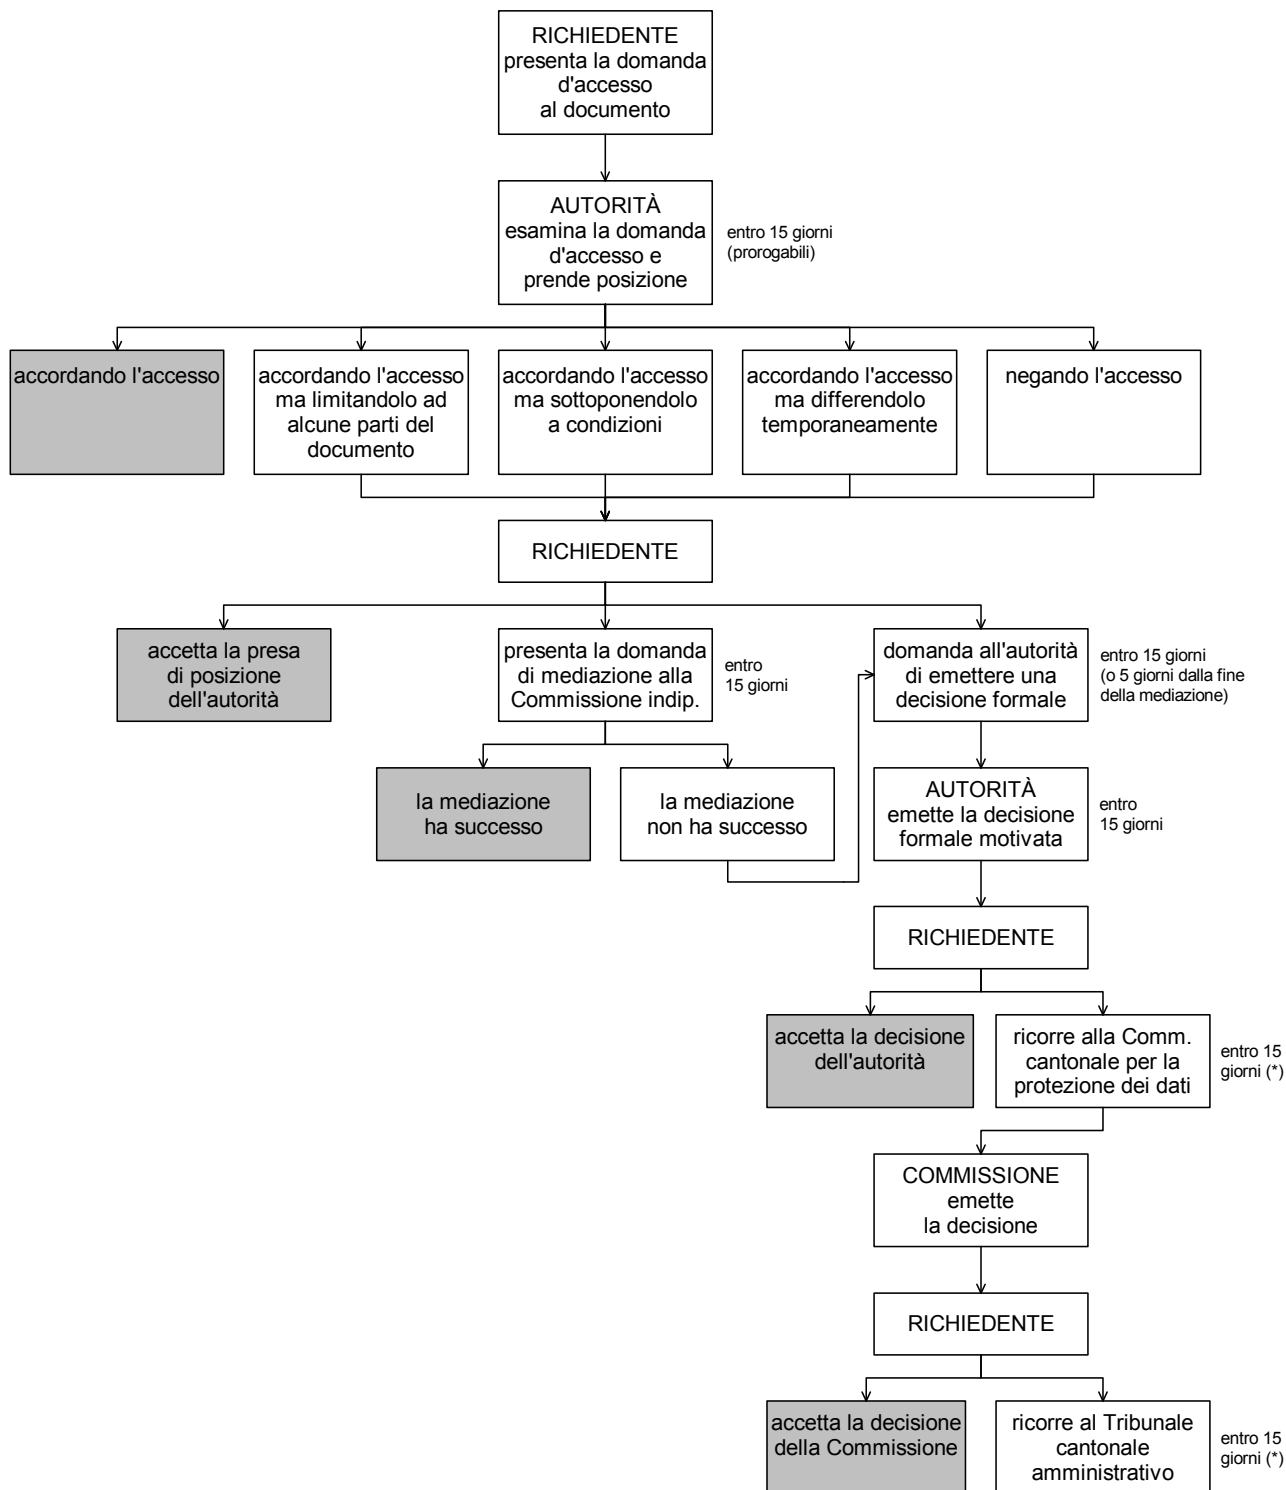 RICHIEDENTE
presenta la domanda
d'accesso
al documento
AUTORITÀ
esamina la domanda
d'accesso e
prende posizione
entro 15 giorni
(prorogabili)
accordando l'accesso
accordando l'accesso
ma limitandolo ad
alcune parti del
documento
accordando l'accesso
ma sottoponendolo
a condizioni
accordando l'accesso
ma differendolo
temporaneamente
negando l'accesso
RICHIEDENTE
accetta la presa
di posizione
dell'autorità
presenta la domanda
di mediazione alla
Commissione indip.
entro
15 giorni
domanda all'autorità
di emettere una
decisione formale
entro 15 giorni
(o 5 giorni dalla fine
della mediazione)
la mediazione
ha successo
la mediazione
non ha successo
AUTORITÀ
emette la decisione
formale motivata
entro
15 giorni
RICHIEDENTE
accetta la decisione
dell'autorità
ricorre alla Comm.
cantonale per la
protezione dei dati
entro 15
giorni (*)
COMMISSIONE
emette
la decisione
RICHIEDENTE
accetta la decisione
della Commissione
ricorre al Tribunale
cantonale
amministrativo
entro 15
giorni (*)